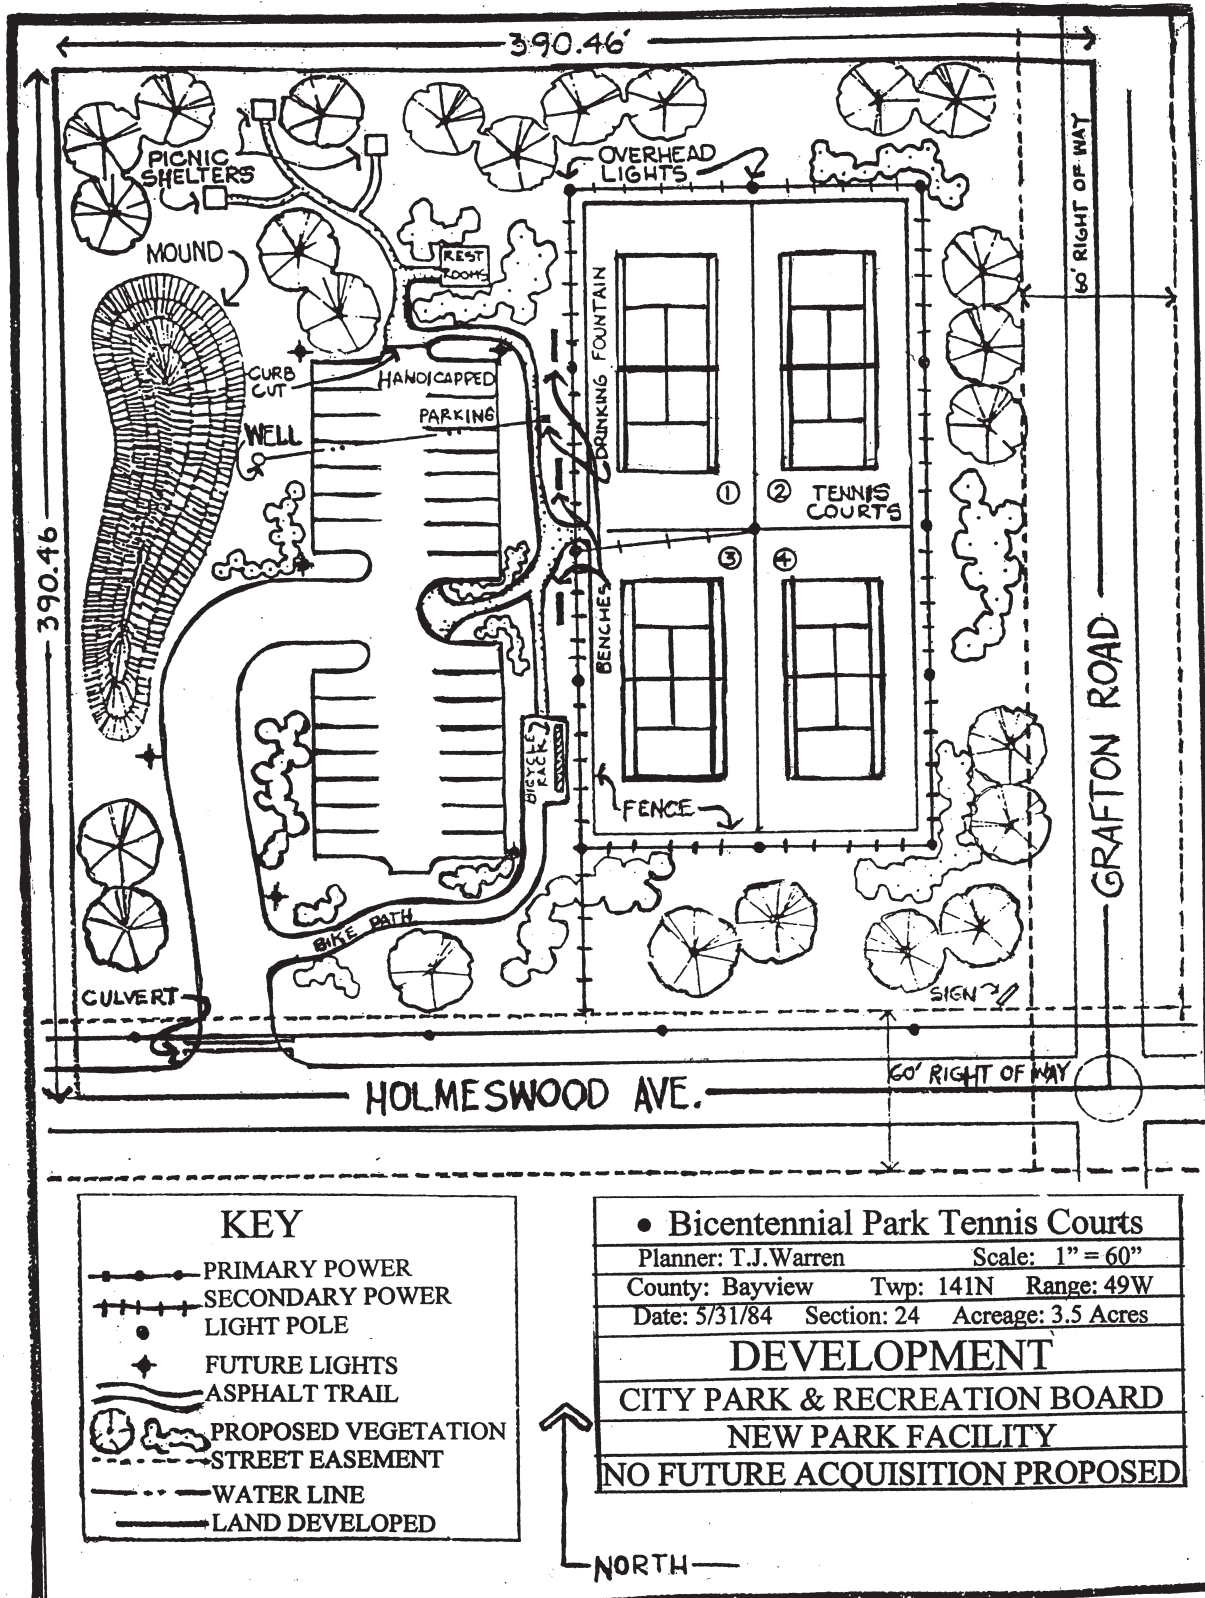 390.46'
60' RIGHT OF WAY
PICNIC
SHELTERS
OVERHEAD
LIGHTS
MOUND
REST
ROOMS
DRINKING FOUNTAIN
CURB
CUT
HANDICAPPED
PARKING
WELL
① ② TENNIS
COURTS
③ ④
390.46
BENCHES
GRAFTON ROAD
BICYCLE
RACK
FENCE
BIKE PATH
CULVERT
SIGN
60' RIGHT OF WAY
HOLMESWOOD AVE.
KEY
PRIMARY POWER
SECONDARY POWER
LIGHT POLE
FUTURE LIGHTS
ASPHALT TRAIL
PROPOSED VEGETATION
STREET EASEMENT
WATER LINE
LAND DEVELOPED
• Bicentennial Park Tennis Courts
Planner: T.J.Warren Scale: 1” = 60”
County: Bayview Twp: 141N Range: 49W
Date: 5/31/84 Section: 24 Acreage: 3.5 Acres
DEVELOPMENT
CITY PARK & RECREATION BOARD
NEW PARK FACILITY
NO FUTURE ACQUISITION PROPOSED
NORTH